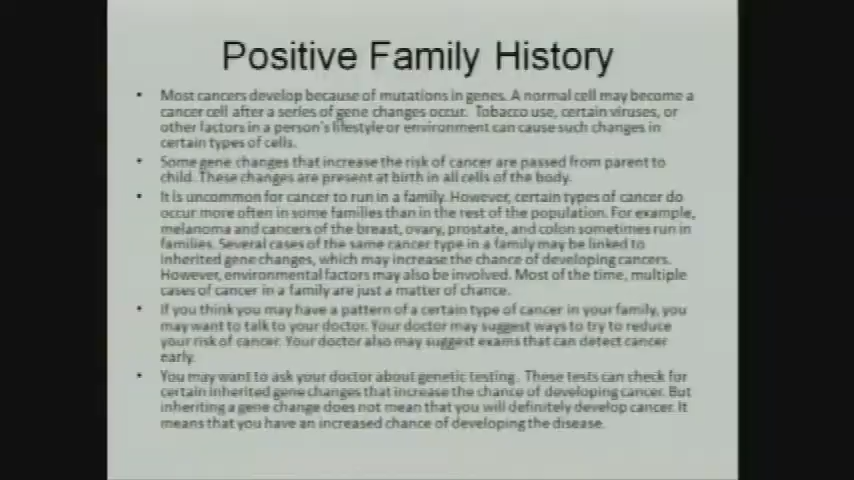 Positive Family History
• Most cancers develop because of mutations in genes. A normal cell may become a
cancer cell after a series of gene changes occur. Tobacco use, certain viruses, or
other factors in a person's lifestyle or environment can cause such changes in
certain types of cells.
• Some gene changes that increase the risk of cancer are passed from parent to
child. These changes are present at birth in all cells of the body.
• It is uncommon for cancer to run in a family. However, certain types of cancer do
occur more often in some families than in the rest of the population. For example,
melanoma and cancers of the breast, ovary, prostate, and colon sometimes run in
families. Several cases of the same cancer type in a family may be linked to
inherited gene changes, which may increase the chance of developing cancers.
However, environmental factors may also be involved. Most of the time, multiple
cases of cancer in a family are just a matter of chance.
• If you think you may have a pattern of a certain type of cancer in your family, you
may want to talk to your doctor. Your doctor may suggest ways to try to reduce
your risk of cancer. Your doctor also may suggest exams that can detect cancer
early.
• You may want to ask your doctor about genetic testing. These tests can check for
certain inherited gene changes that increase the chance of developing cancer. But
inheriting a gene change does not mean that you will definitely develop cancer. It
means that you have an increased chance of developing the disease.